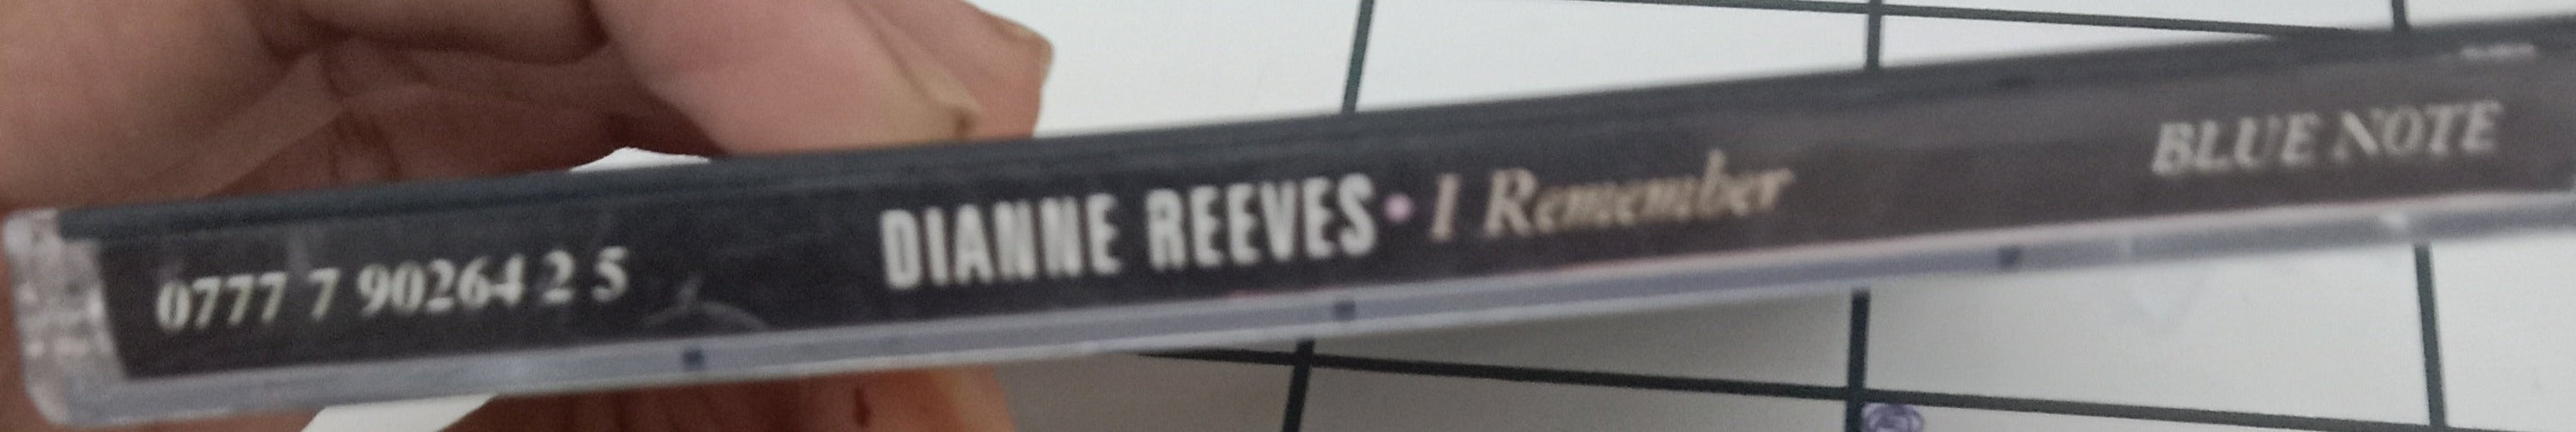 0777 7 90264 2 5 DIANNE REEVES • I Remember BLUE NOTE